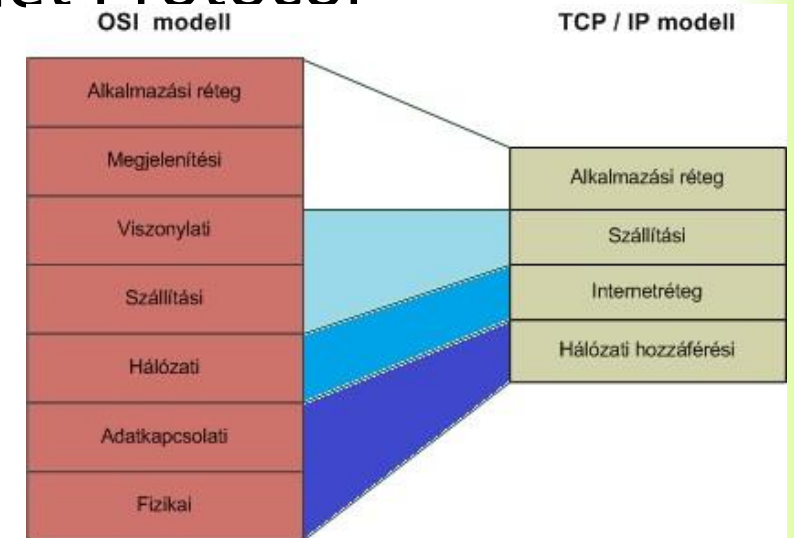 OSI modell
TCP / IP modell
Alkalmazási réteg
Megjelenítési
Viszonylati
Szállítási
Hálózati
Adatkapcsolati
Fizikai
Alkalmazási réteg
Szállítási
Internetréteg
Hálózati hozzáférési